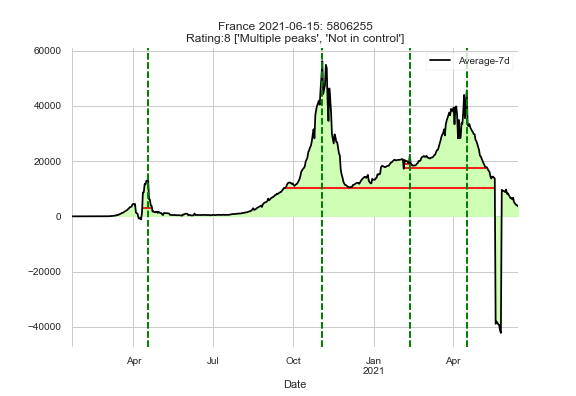 France 2021-06-15: 5806255
Rating:8 ['Multiple peaks', 'Not in control']
Average-7d
60000
40000
20000
0
−20000
−40000
Apr
Jul
Oct
Jan
2021
Apr
Date